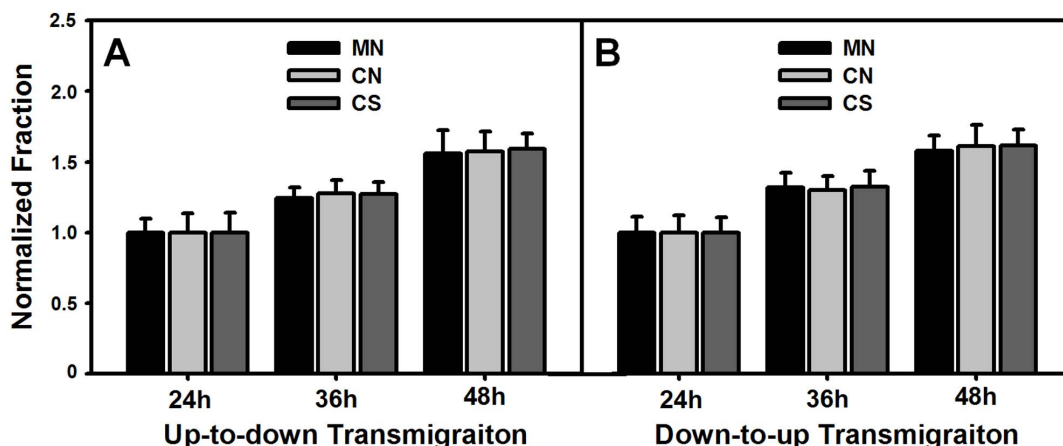 Normalized Fraction
2.5
2.0
1.5
1.0
0.5
0
A
MN
CN
CS
24h
36h
48h
Up-to-down Transmigraiton
B
MN
CN
CS
24h
36h
48h
Down-to-up Transmigraiton